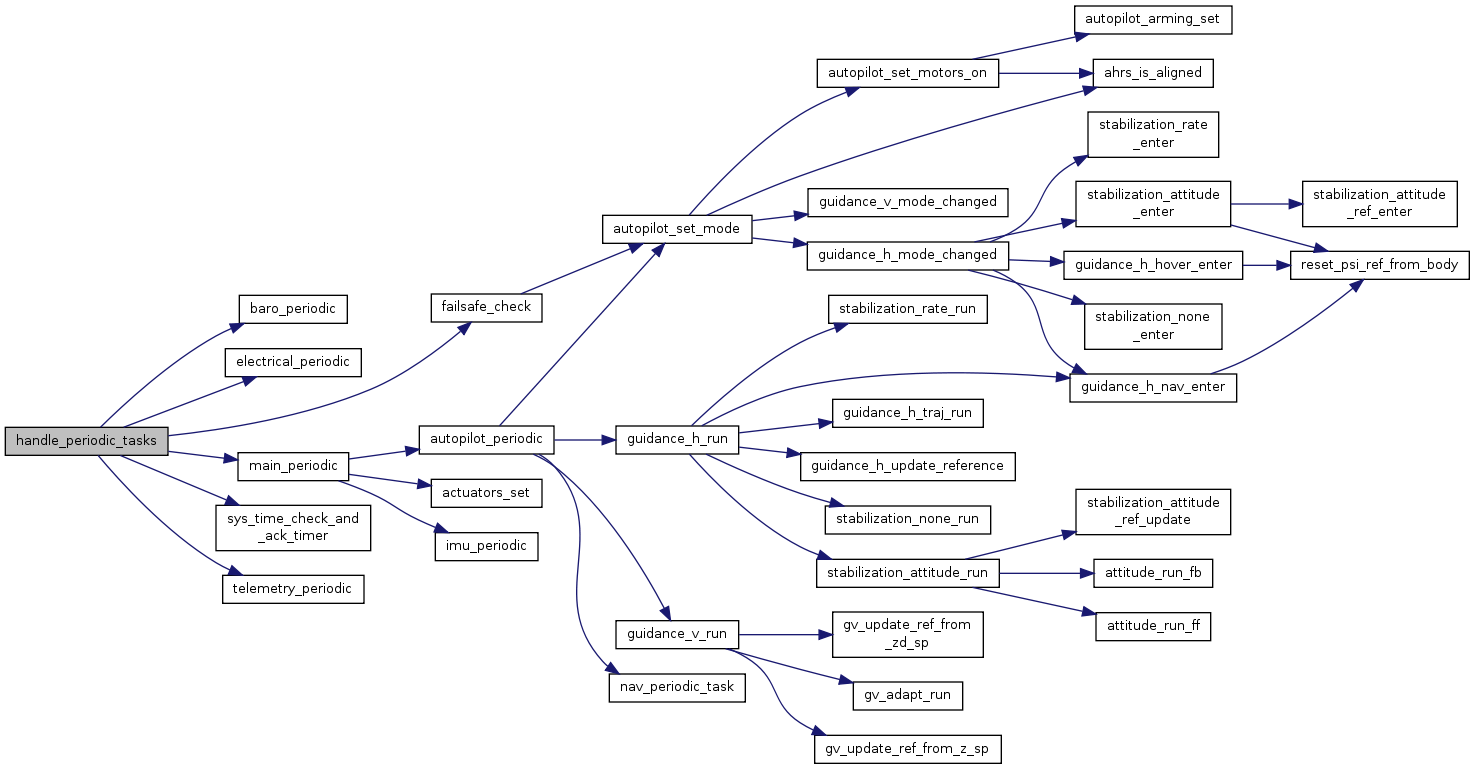 handle_periodic_tasks
baro_periodic
electrical_periodic
main_periodic
sys_time_check_and
_ack_timer
telemetry_periodic
failsafe_check
autopilot_periodic
actuators_set
imu_periodic
autopilot_set_mode
guidance_h_run
guidance_v_run
nav_periodic_task
autopilot_set_motors_on
guidance_v_mode_changed
guidance_h_mode_changed
stabilization_rate_run
guidance_h_traj_run
guidance_h_update_reference
stabilization_none_run
stabilization_attitude_run
gv_update_ref_from
_zd_sp
gv_adapt_run
gv_update_ref_from_z_sp
autopilot_arming_set
ahrs_is_aligned
stabilization_rate
_enter
stabilization_attitude
_enter
guidance_h_hover_enter
stabilization_none
_enter
guidance_h_nav_enter
stabilization_attitude
_ref_update
attitude_run_fb
attitude_run_ff
stabilization_attitude
_ref_enter
reset_psi_ref_from_body